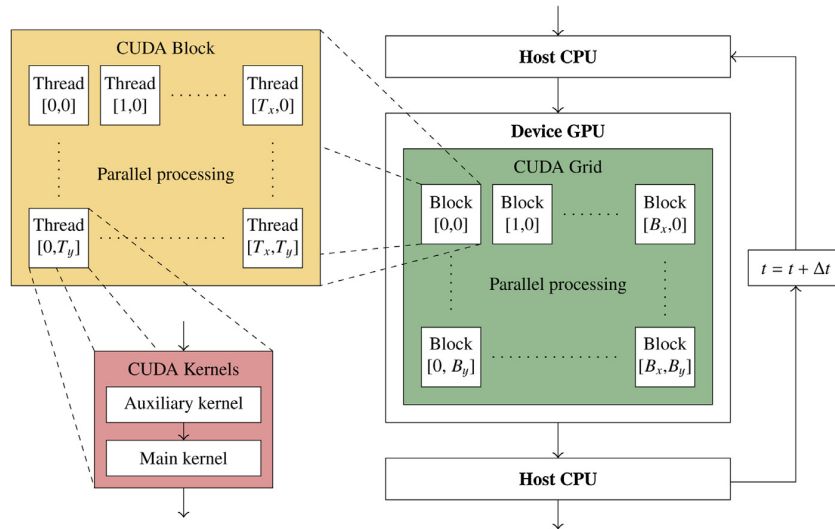 CUDA Block
Thread [0,0]
Thread [1,0]
Thread [Tx,0]
Parallel processing
Thread [0,Ty]
Thread [Tx,Ty]
CUDA Kernels
Auxiliary kernel
Main kernel
Host CPU
Device GPU
CUDA Grid
Block [0,0]
Block [1,0]
Block [Bx,0]
Parallel processing
Block [0, By]
Block [Bx,By]
Host CPU
t = t + Δt